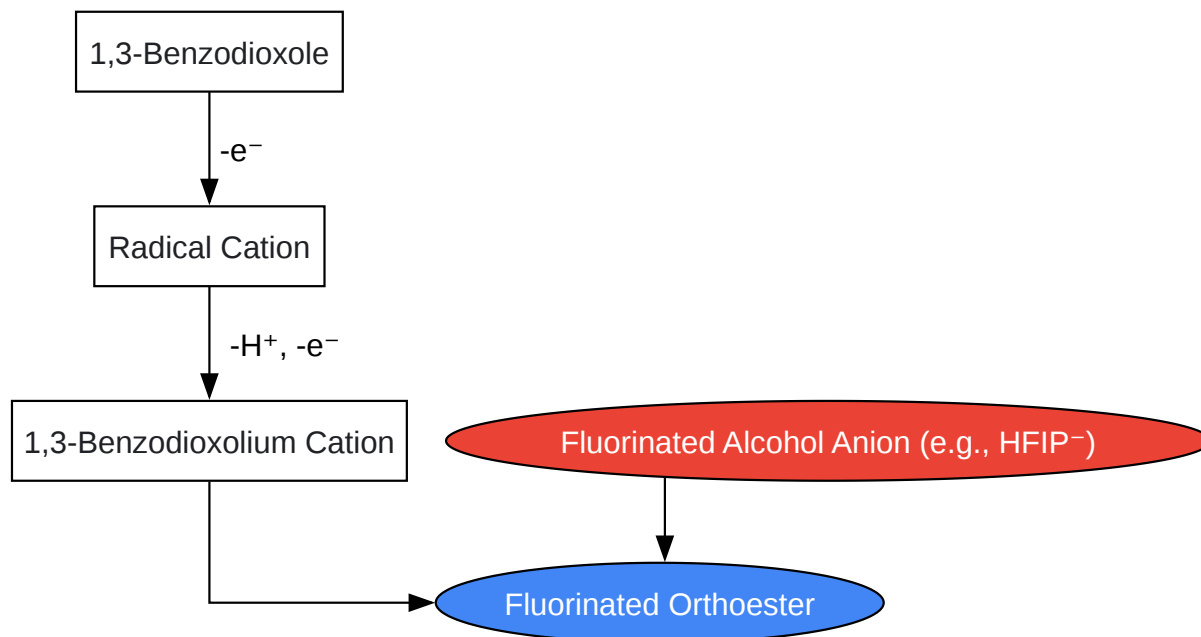 1,3-Benzodioxole
-e⁻
Radical Cation
-H⁺, -e⁻
1,3-Benzodioxolium Cation
Fluorinated Alcohol Anion (e.g., HFIP⁻)
Fluorinated Orthoester